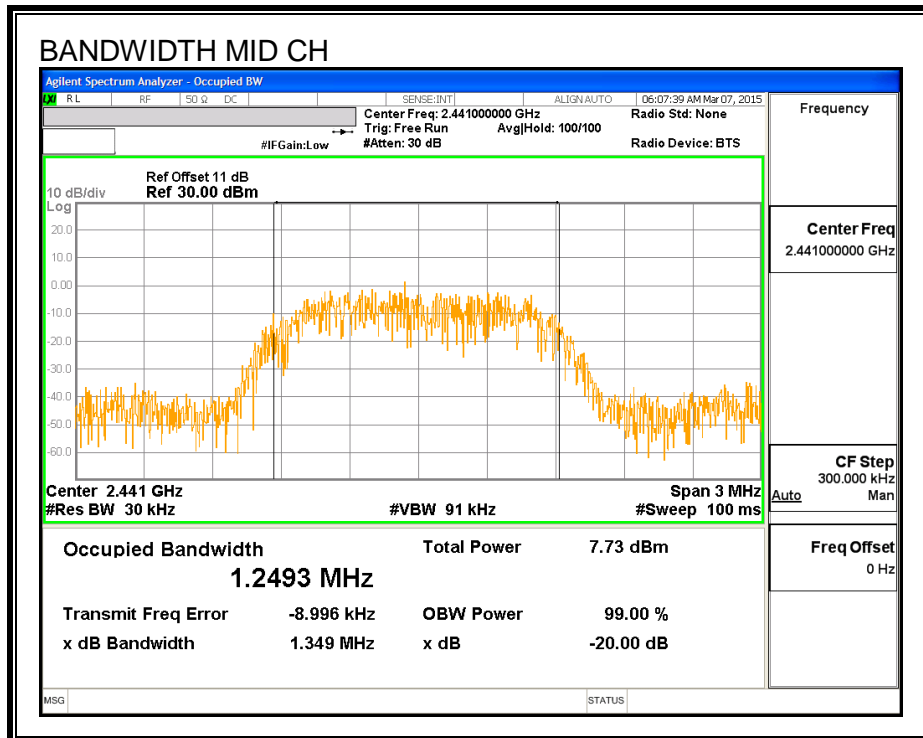 BANDWIDTH MID CH
Agilent Spectrum Analyzer - Occupied BW
LXI RL RF 50 Ω DC SENSE:INT ALIGN AUTO 06:07:39 AM Mar 07, 2015
Center Freq: 2.441000000 GHz Radio Std: None
Trig: Free Run Avg|Hold: 100/100
#IFGain:Low #Atten: 30 dB Radio Device: BTS
Frequency
Ref Offset 11 dB
10 dB/div Ref 30.00 dBm
Log
20.0
10.0
0.00
-10.0
-20.0
-30.0
-40.0
-50.0
-60.0
Center 2.441 GHz Span 3 MHz
#Res BW 30 kHz #VBW 91 kHz #Sweep 100 ms
Center Freq
2.441000000 GHz
CF Step
300.000 kHz
Auto Man
Freq Offset
0 Hz
Occupied Bandwidth Total Power 7.73 dBm
1.2493 MHz
Transmit Freq Error -8.996 kHz OBW Power 99.00 %
x dB Bandwidth 1.349 MHz x dB -20.00 dB
MSG STATUS